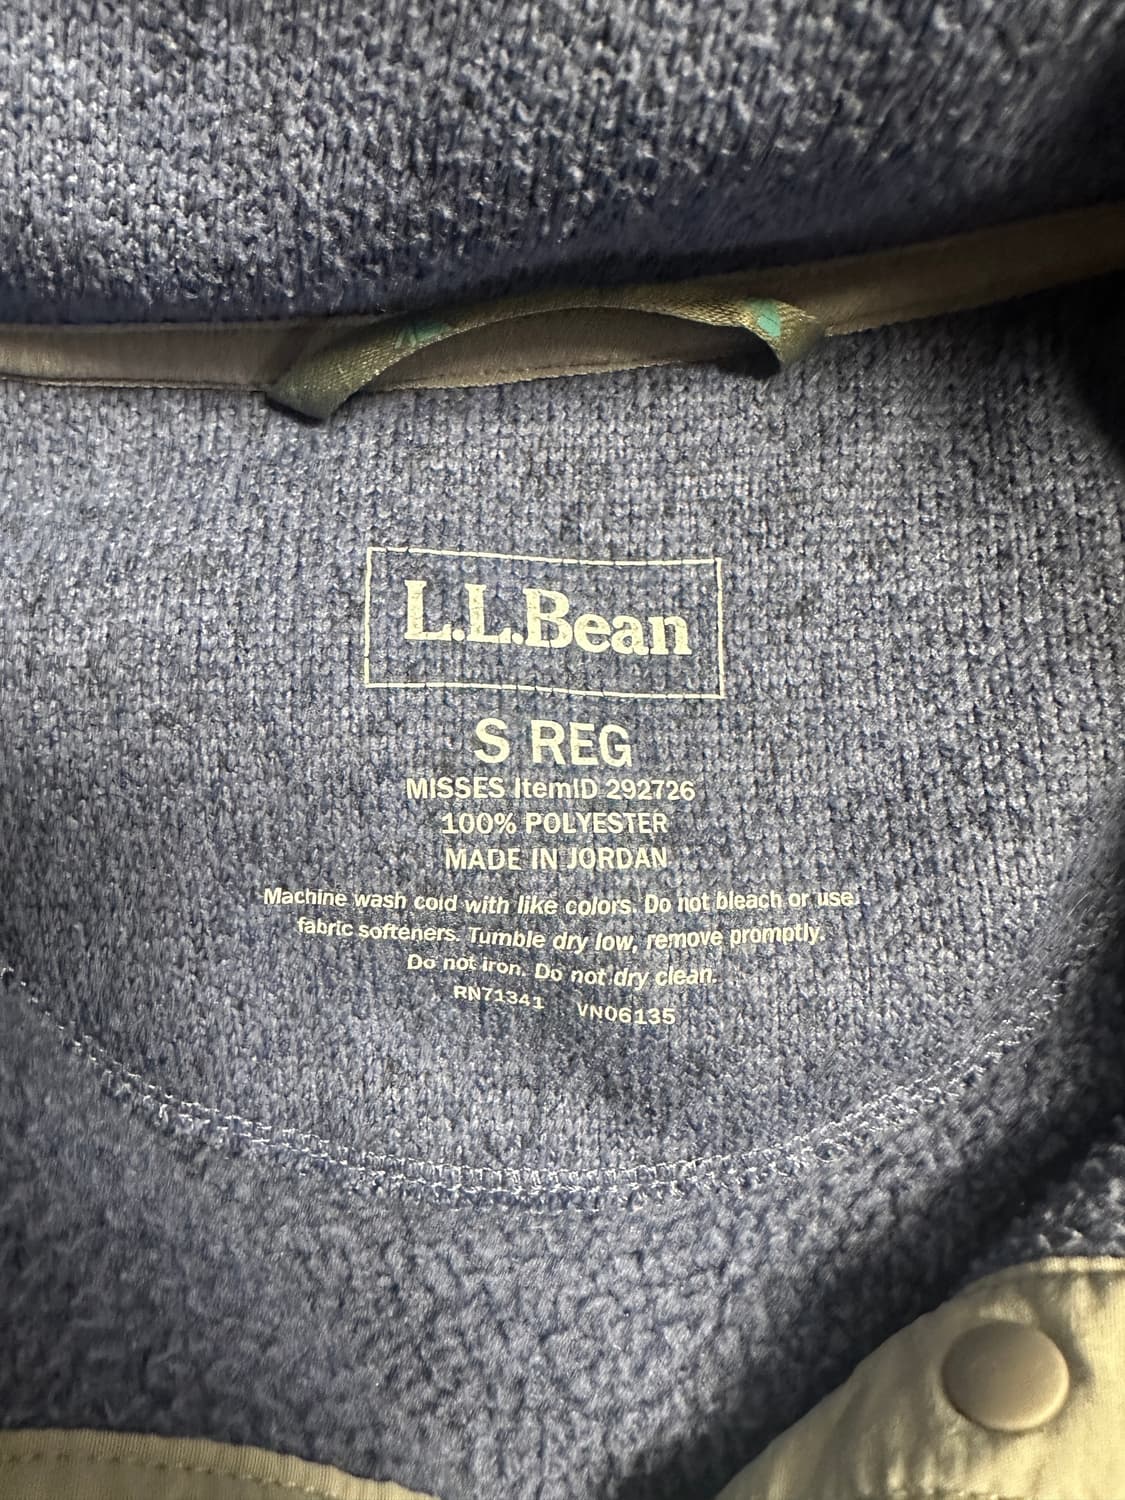 L.L.Bean
S REG
MISSES ItemID 292726
100% POLYESTER
MADE IN JORDAN
Machine wash cold with like colors. Do not bleach or use
fabric softeners. Tumble dry low, remove promptly.
Do not iron. Do not dry clean.
RN71341 VN06135